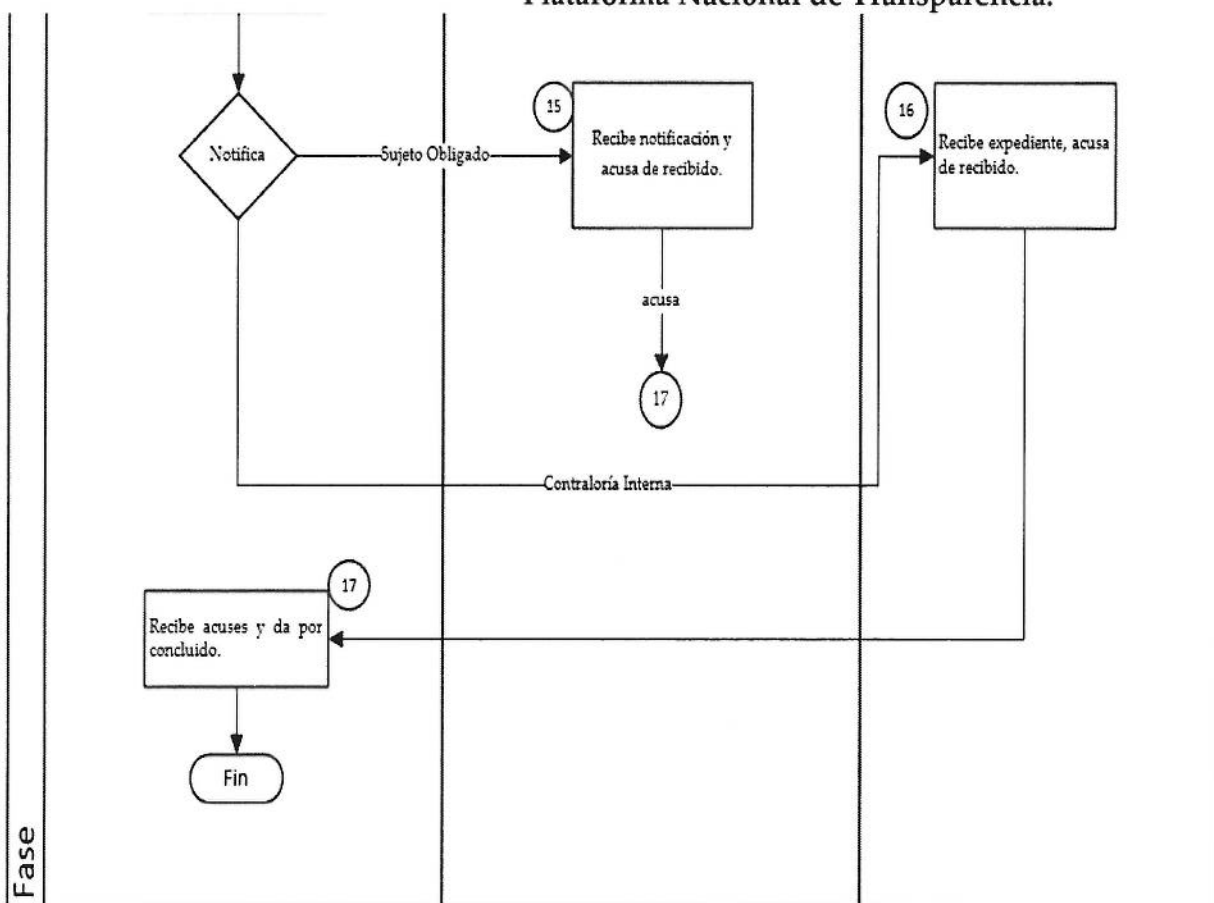 Plataforma Nacional de Transparencia.
15
16
Notifica
Sujeto Obligado
Recibe notificación y
acusa de recibido.
Recibe expediente, acusa
de recibido.
acusa
17
Contraloría Interna
17
Recibe acuses y da por
concluido.
Fin
Fase